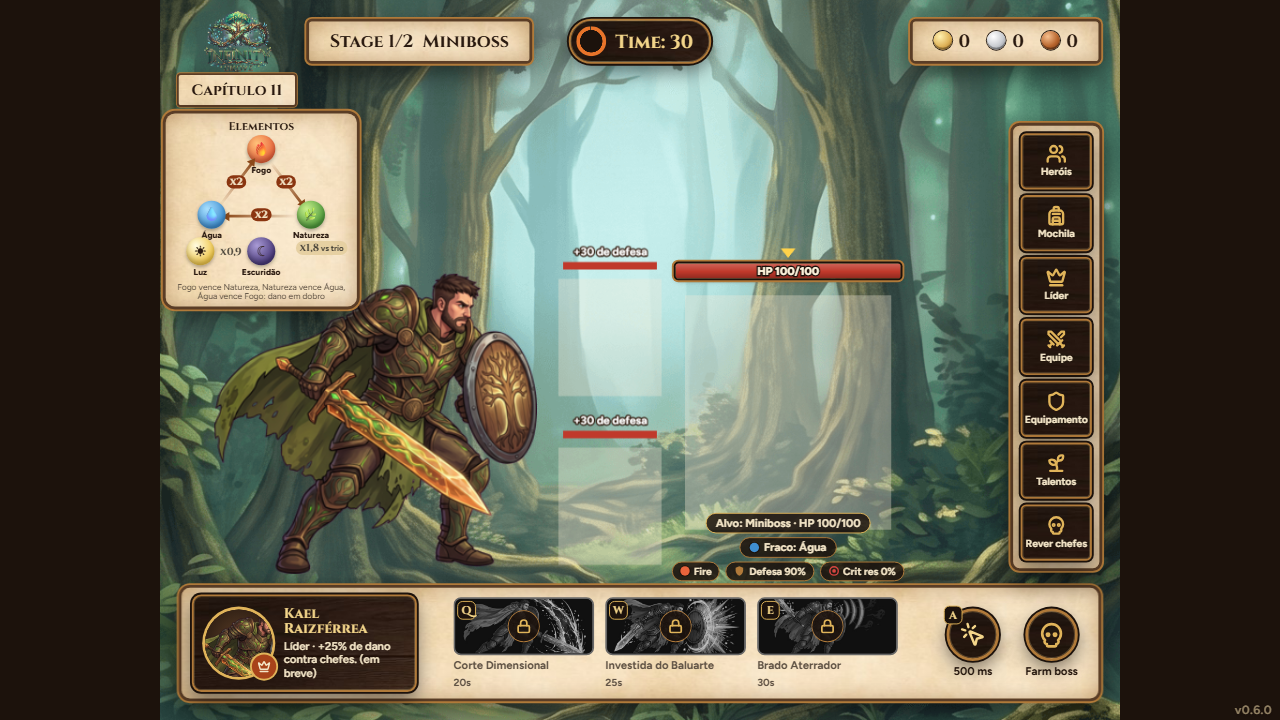 STAGE 1/2 MINIBOSS
TIME: 30
0
0
0
CAPÍTULO II
ELEMENTOS
Fogo
X2
X2
X2
Água
Natureza
X0,9
X1,8 vs trio
Luz
Escuridão
Fogo vence Natureza, Natureza vence Água,
Água vence Fogo: dano em dobro
+30 de defesa
HP 100/100
+30 de defesa
Alvo: Miniboss · HP 100/100
Fraco: Água
Fire
Defesa 90%
Crit res 0%
Heróis
Mochila
Líder
Equipe
Equipamento
Talentos
Rever chefes
KAEL
RAIZFÉRREA
Líder · +25% de dano
contra chefes. (em
breve)
Q
W
E
Corte Dimensional
20s
Investida do Baluarte
25s
Brado Aterrador
30s
A
500 ms
Farm boss
v0.6.0